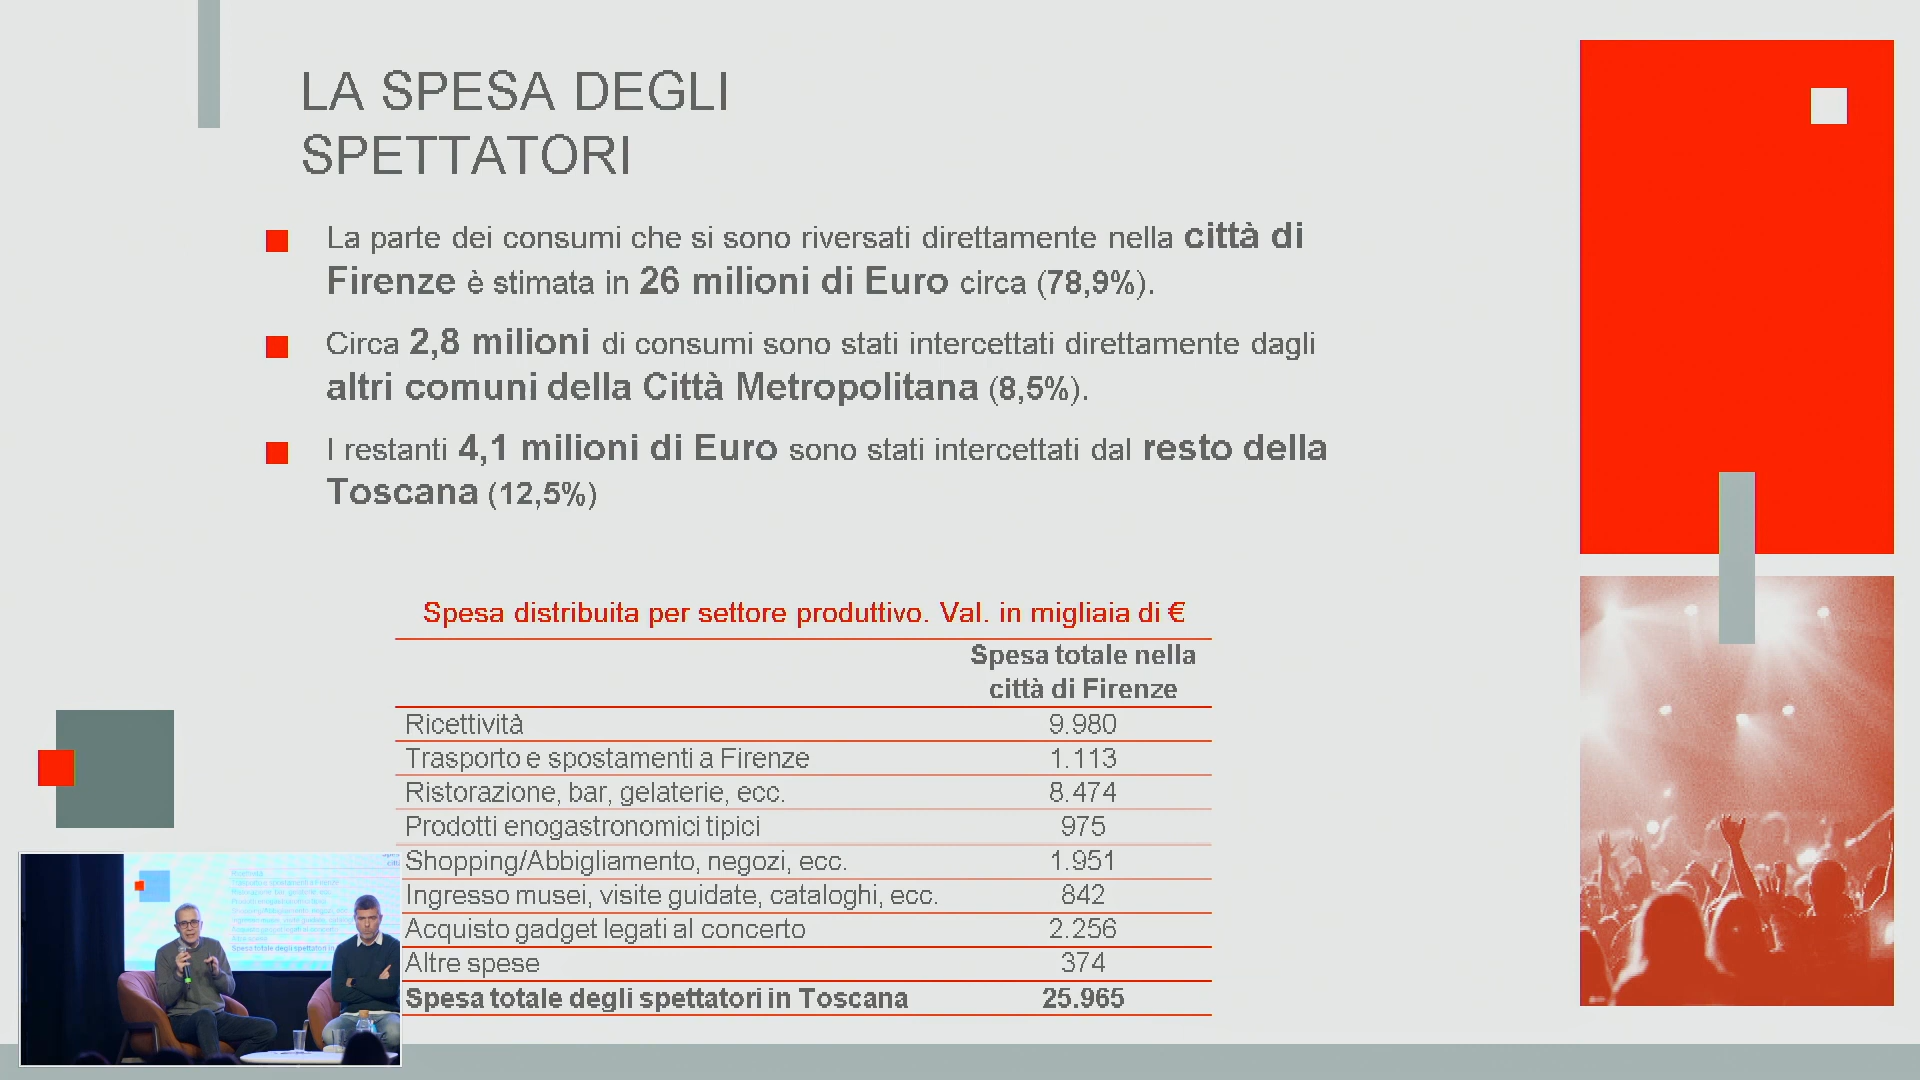 LA SPESA DEGLI
SPETTATORI
La parte dei consumi che si sono riversati direttamente nella città di
Firenze è stimata in 26 milioni di Euro circa (78,9%).
Circa 2,8 milioni di consumi sono stati intercettati direttamente dagli
altri comuni della Città Metropolitana (8,5%).
I restanti 4,1 milioni di Euro sono stati intercettati dal resto della
Toscana (12,5%)
Spesa distribuita per settore produttivo. Val. in migliaia di €
Spesa totale nella
città di Firenze
Ricettività 9.980
Trasporto e spostamenti a Firenze 1.113
Ristorazione, bar, gelaterie, ecc. 8.474
Prodotti enogastronomici tipici 975
Shopping/Abbigliamento, negozi, ecc. 1.951
Ingresso musei, visite guidate, cataloghi, ecc. 842
Acquisto gadget legati al concerto 2.256
Altre spese 374
Spesa totale degli spettatori in Toscana 25.965